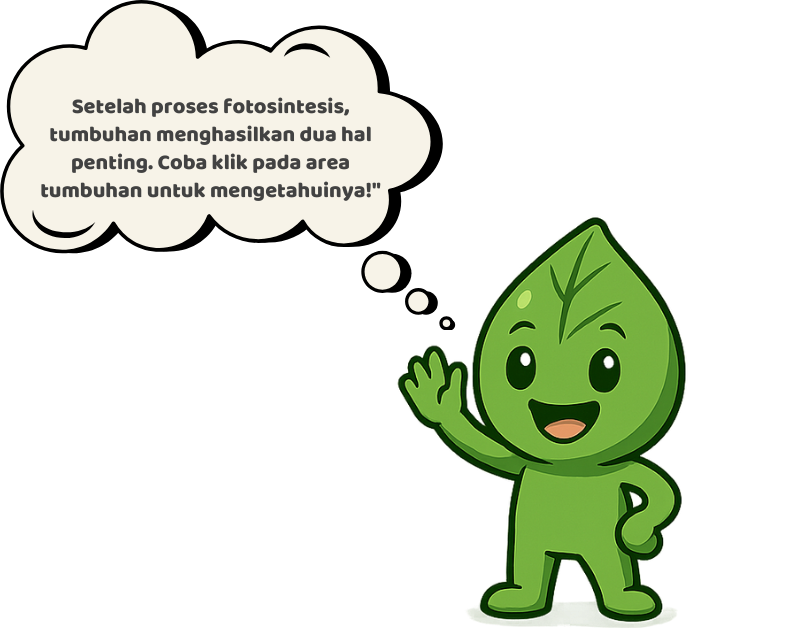 Setelah proses fotosintesis,
tumbuhan menghasilkan dua hal
penting. Coba klik pada area
tumbuhan untuk mengetahuinya!"